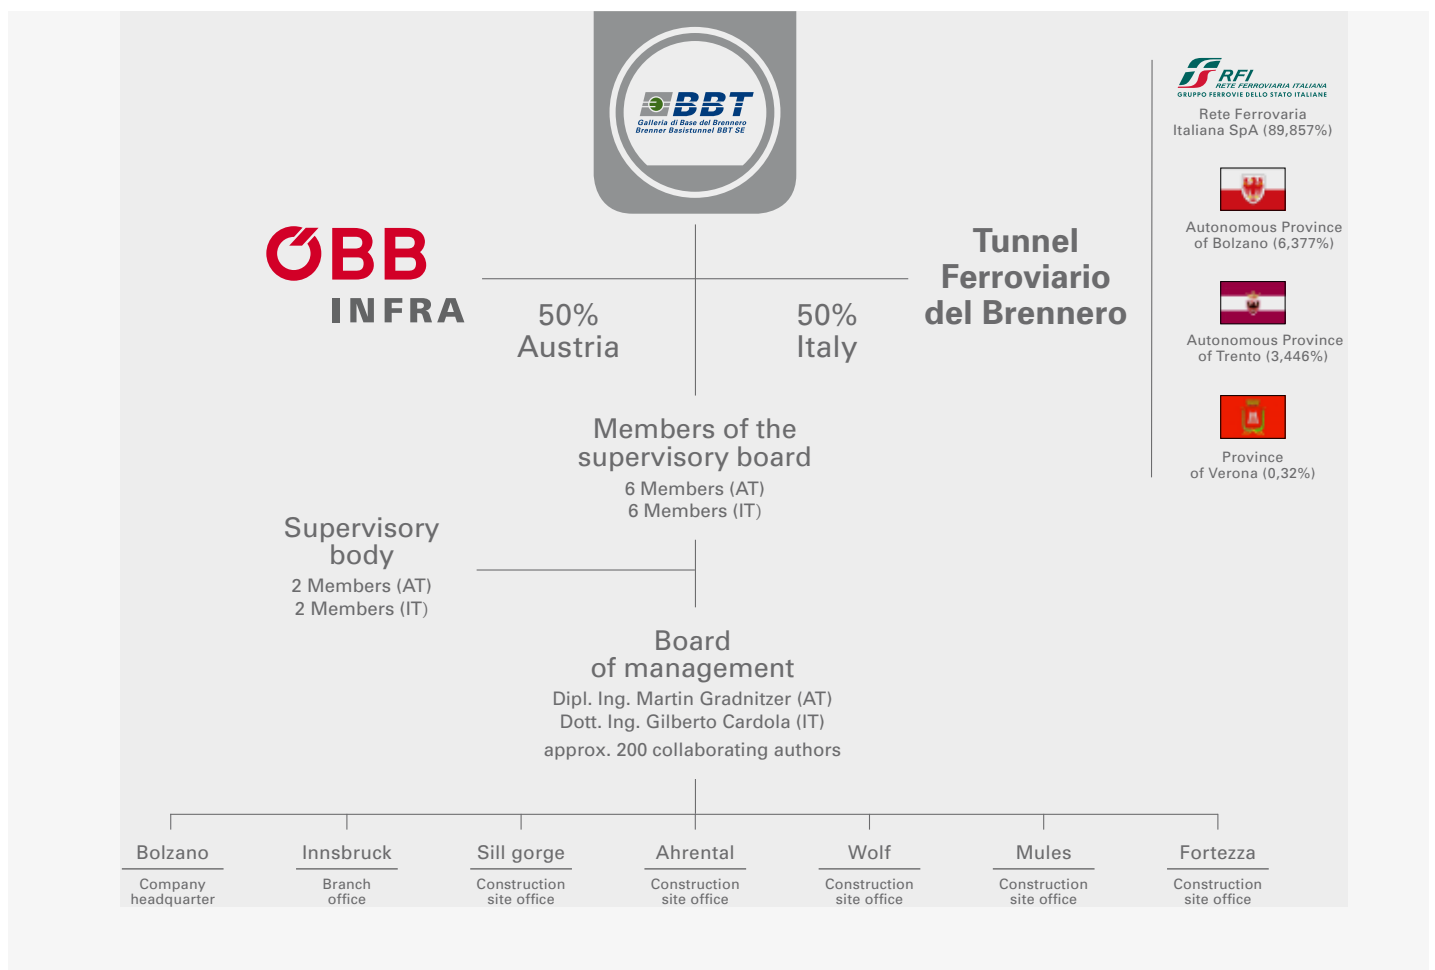 BBT
Galleria di Base del Brennero
Brenner Basistunnel BBT SE
RFI
RETE FERROVIARIA ITALIANA
GRUPPO FERROVIE DELLO STATO ITALIANE
Rete Ferrovaria
Italiana SpA (89,857%)
Autonomous Province
of Bolzano (6,377%)
Autonomous Province
of Trento (3,446%)
Province
of Verona (0,32%)
ÖBB
INFRA
50%
Austria
50%
Italy
Tunnel
Ferroviario
del Brennero
Members of the
supervisory board
6 Members (AT)
6 Members (IT)
Supervisory
body
2 Members (AT)
2 Members (IT)
Board
of management
Dipl. Ing. Martin Gradnitzer (AT)
Dott. Ing. Gilberto Cardola (IT)
approx. 200 collaborating authors
Bolzano
Company
headquarter
Innsbruck
Branch
office
Sill gorge
Construction
site office
Ahrental
Construction
site office
Wolf
Construction
site office
Mules
Construction
site office
Fortezza
Construction
site office